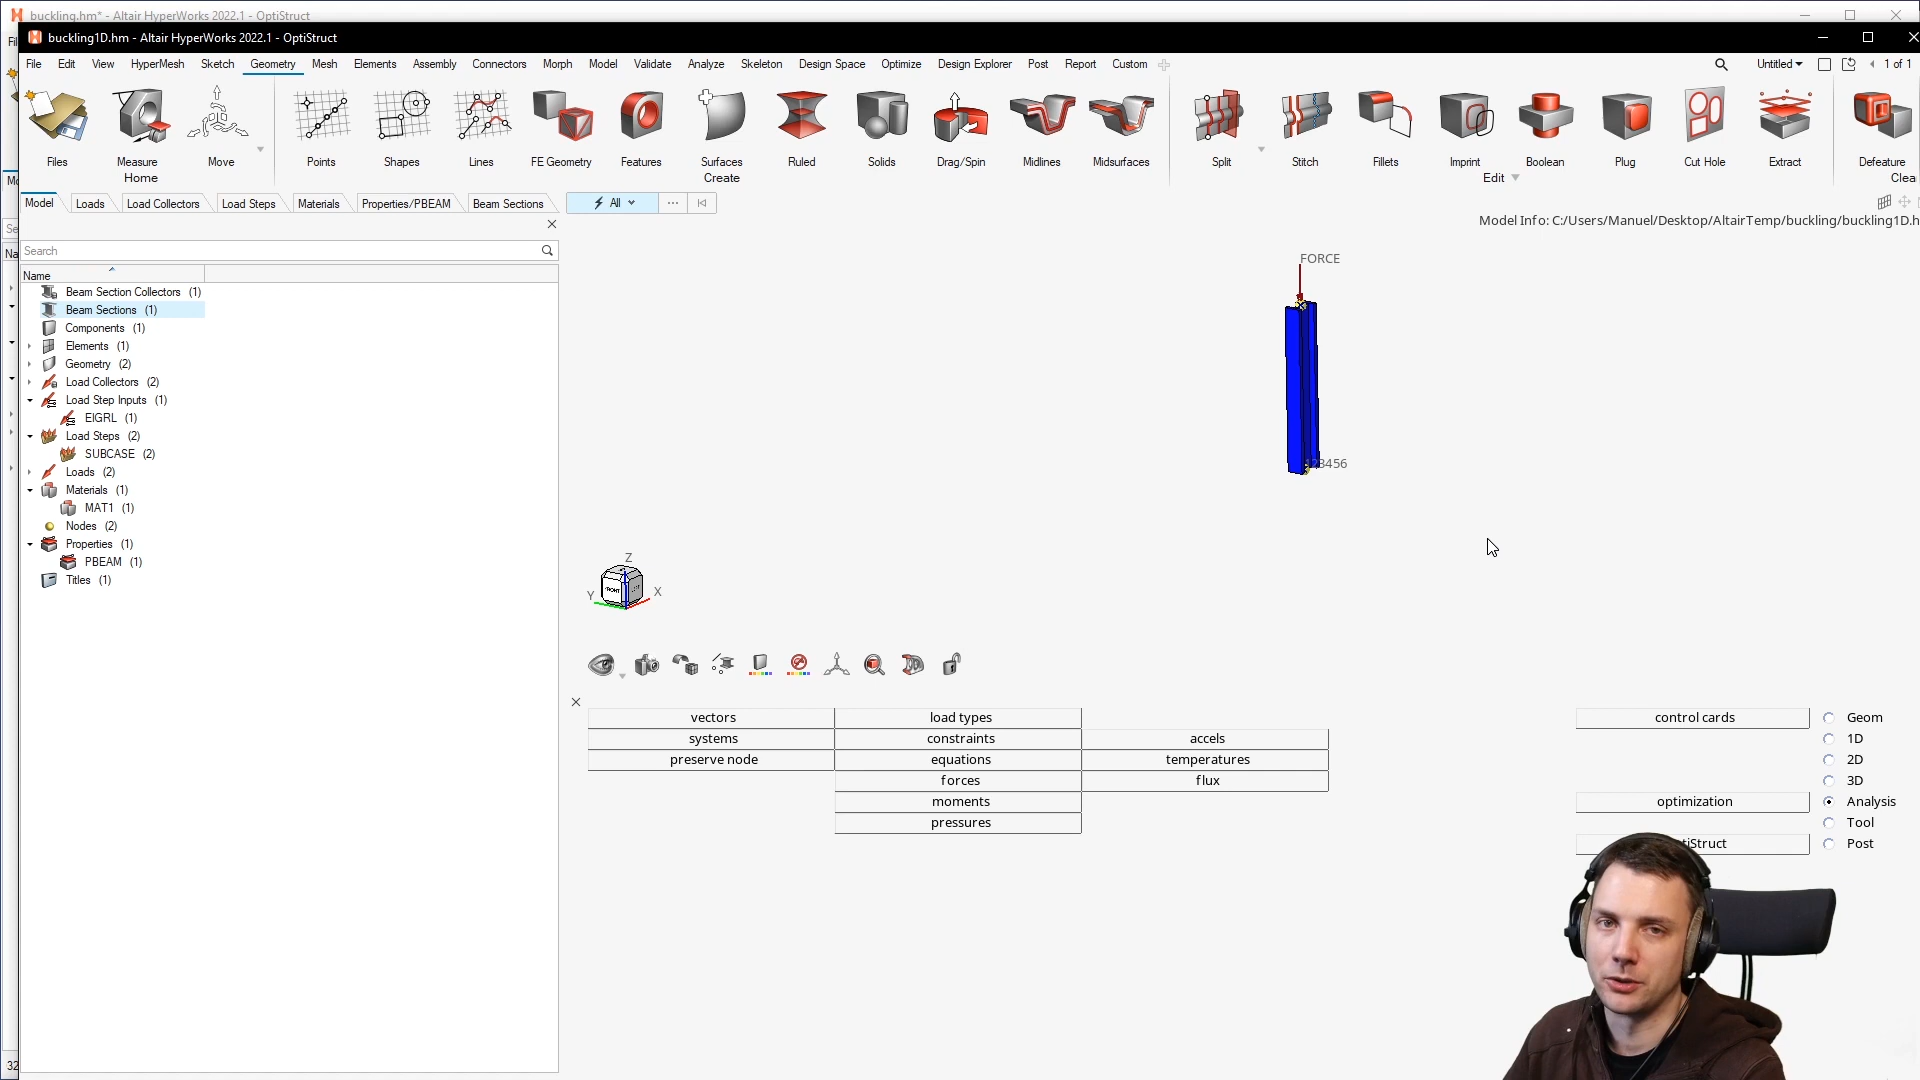 buckling.hm* - Altair HyperWorks 2022.1 - OptiStruct
buckling1D.hm - Altair HyperWorks 2022.1 - OptiStruct
File Edit View HyperMesh Sketch Geometry Mesh Elements Assembly Connectors Morph Model Validate Analyze Skeleton Design Space Optimize Design Explorer Post Report Custom Untitled 1 of 1
Files Measure Move Points Shapes Lines FE Geometry Features Surfaces Ruled Solids Drag/Spin Midlines Midsurfaces Split Stitch Fillets Imprint Boolean Plug Cut Hole Extract Defeature
Home Create Edit Clea
Model Loads Load Collectors Load Steps Materials Properties/PBEAM Beam Sections All
Model Info: C:/Users/Manuel/Desktop/AltairTemp/buckling/buckling1D.h
Search
Name
Beam Section Collectors (1)
Beam Sections (1)
Components (1)
Elements (1)
Geometry (2)
Load Collectors (2)
Load Step Inputs (1)
EIGRL (1)
Load Steps (2)
SUBCASE (2)
Loads (2)
Materials (1)
MAT1 (1)
Nodes (2)
Properties (1)
PBEAM (1)
Titles (1)
FORCE
3456
Z
Y
X
FRONT
vectors load types control cards Geom
systems constraints accels 1D
preserve node equations temperatures 2D
forces flux 3D
moments optimization Analysis
pressures Tool
tiStruct Post
32